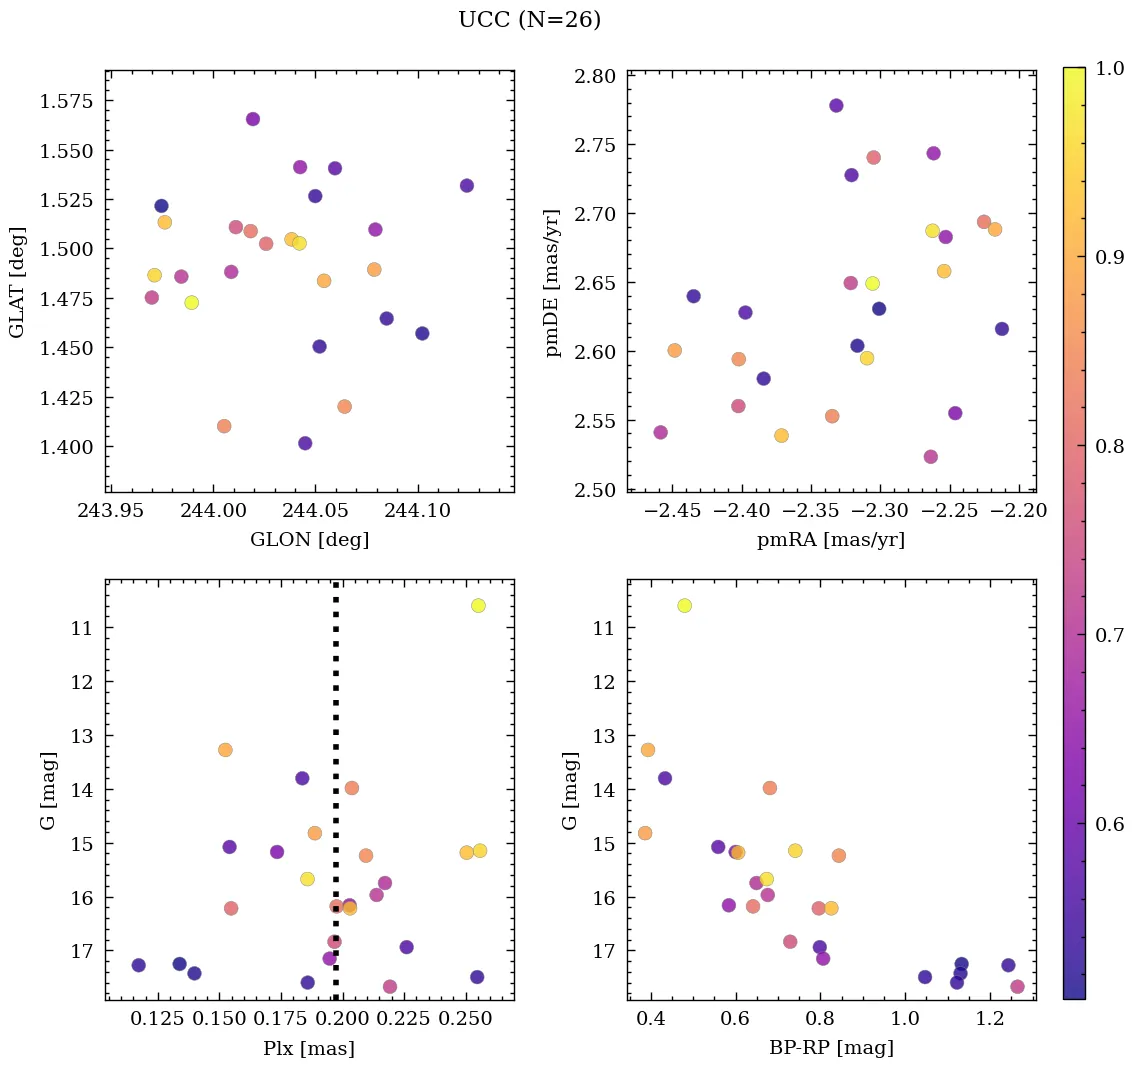 UCC (N=26)
1.575
1.550
1.525
1.500
1.475
1.450
1.425
1.400
GLAT [deg]
243.95 244.00 244.05 244.10
GLON [deg]
2.80
2.75
2.70
2.65
2.60
2.55
2.50
pmDE [mas/yr]
−2.45 −2.40 −2.35 −2.30 −2.25 −2.20
pmRA [mas/yr]
11
12
13
14
15
16
17
G [mag]
0.125 0.150 0.175 0.200 0.225 0.250
Plx [mas]
11
12
13
14
15
16
17
G [mag]
0.4 0.6 0.8 1.0 1.2
BP-RP [mag]
1.0
0.9
0.8
0.7
0.6